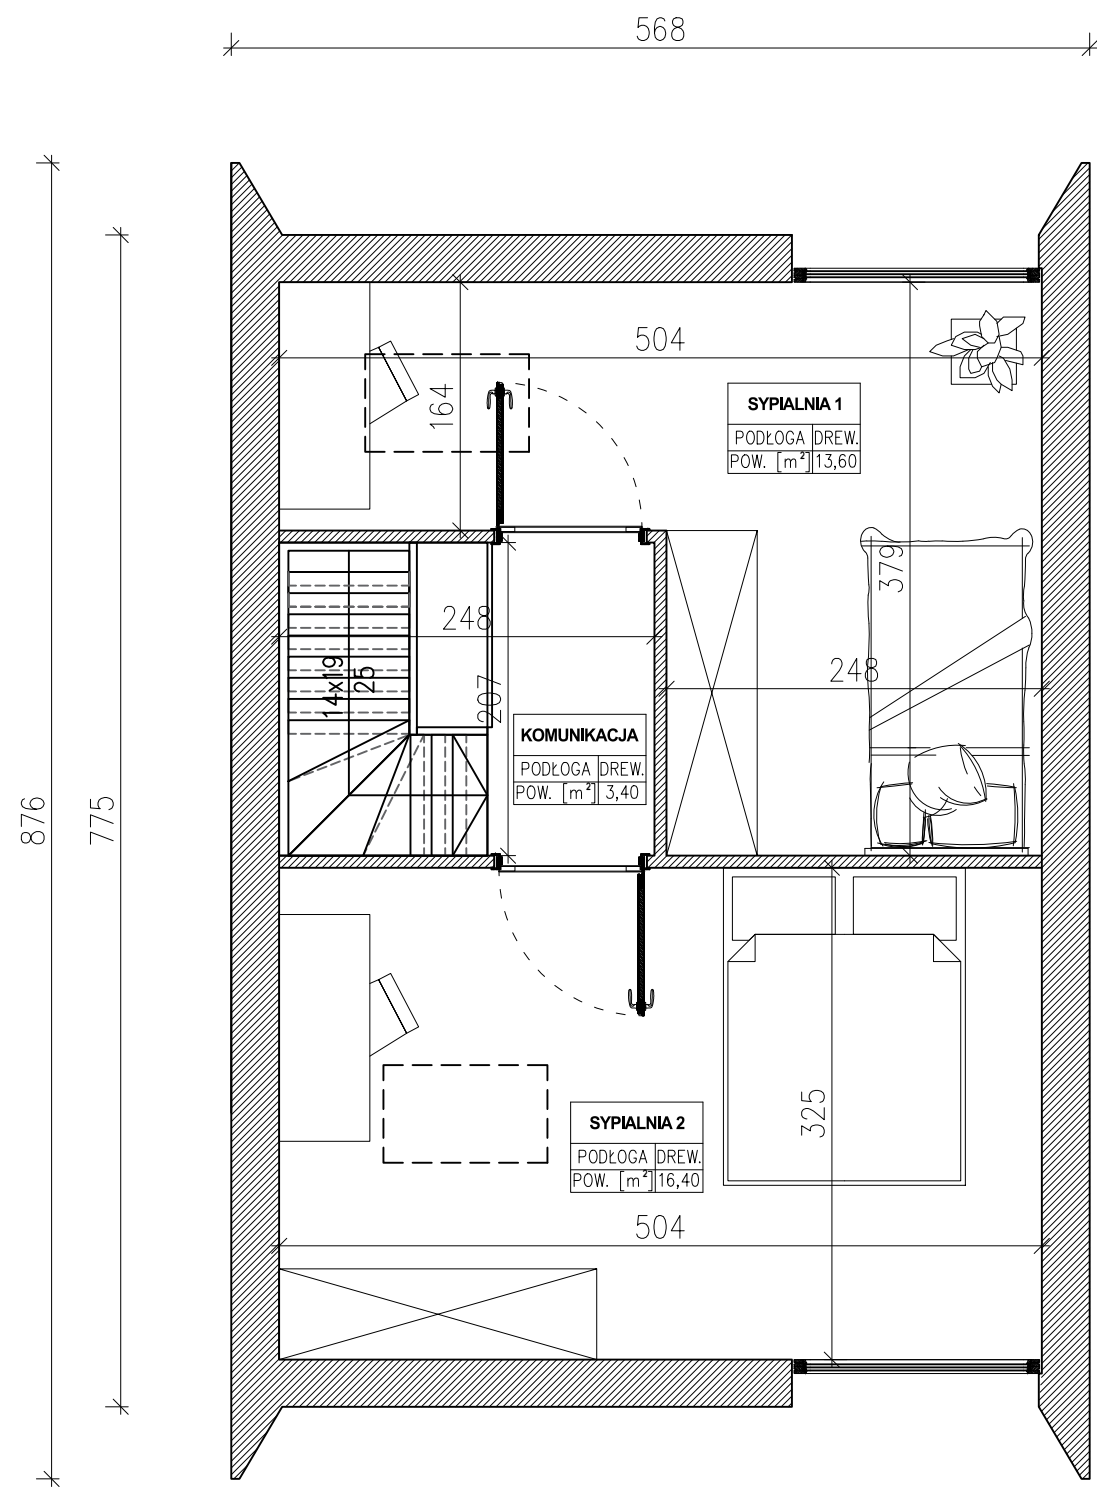 568
504
164
SYPIALNIA 1
PODŁOGA DREW.
POW. [m²] 13,60
379
248
14x19
25
248
207
KOMUNIKACJA
PODŁOGA DREW.
POW. [m²] 3,40
876
775
325
SYPIALNIA 2
PODŁOGA DREW.
POW. [m²] 16,40
504